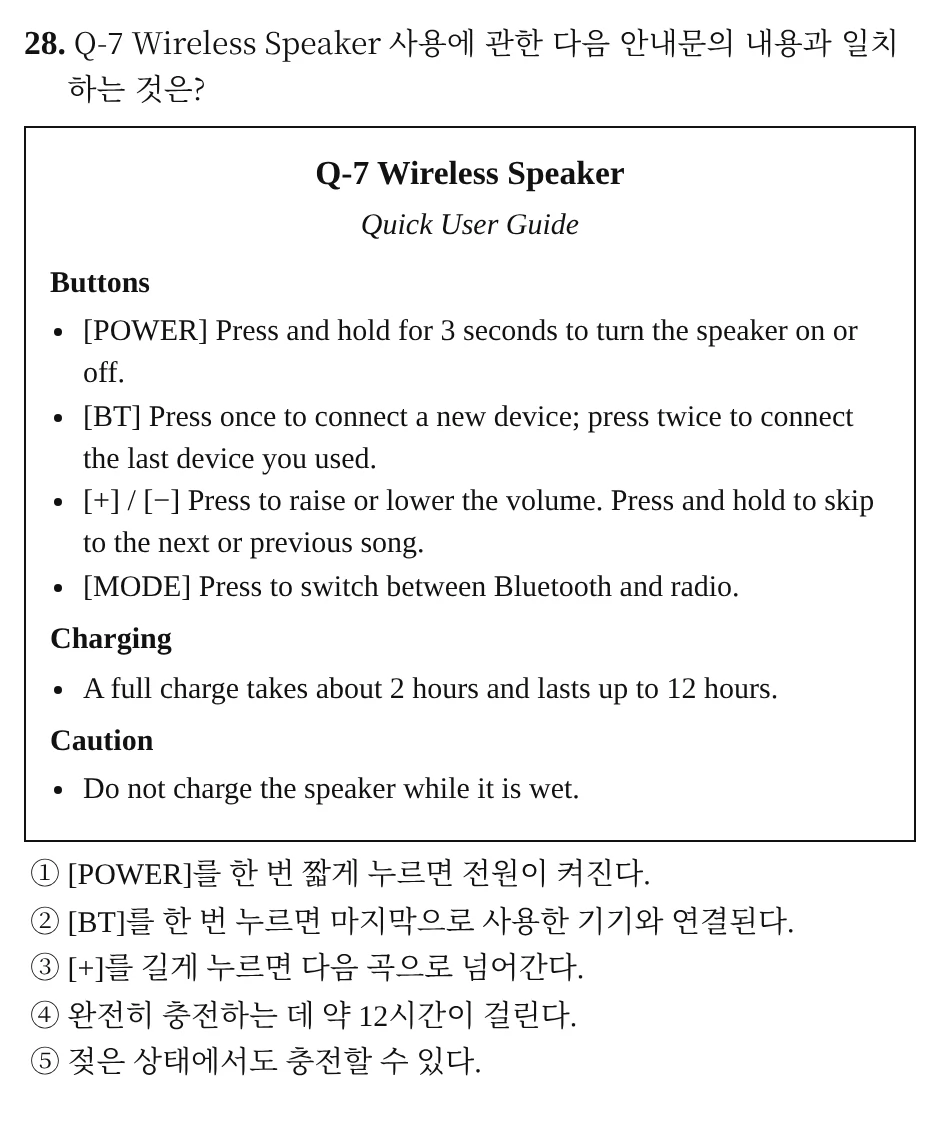 28. Q-7 Wireless Speaker 사용에 관한 다음 안내문의 내용과 일치
하는 것은?
Q-7 Wireless Speaker
Quick User Guide
Buttons
• [POWER] Press and hold for 3 seconds to turn the speaker on or
off.
• [BT] Press once to connect a new device; press twice to connect
the last device you used.
• [+] / [−] Press to raise or lower the volume. Press and hold to skip
to the next or previous song.
• [MODE] Press to switch between Bluetooth and radio.
Charging
• A full charge takes about 2 hours and lasts up to 12 hours.
Caution
• Do not charge the speaker while it is wet.
① [POWER]를 한 번 짧게 누르면 전원이 켜진다.
② [BT]를 한 번 누르면 마지막으로 사용한 기기와 연결된다.
③ [+]를 길게 누르면 다음 곡으로 넘어간다.
④ 완전히 충전하는 데 약 12시간이 걸린다.
⑤ 젖은 상태에서도 충전할 수 있다.